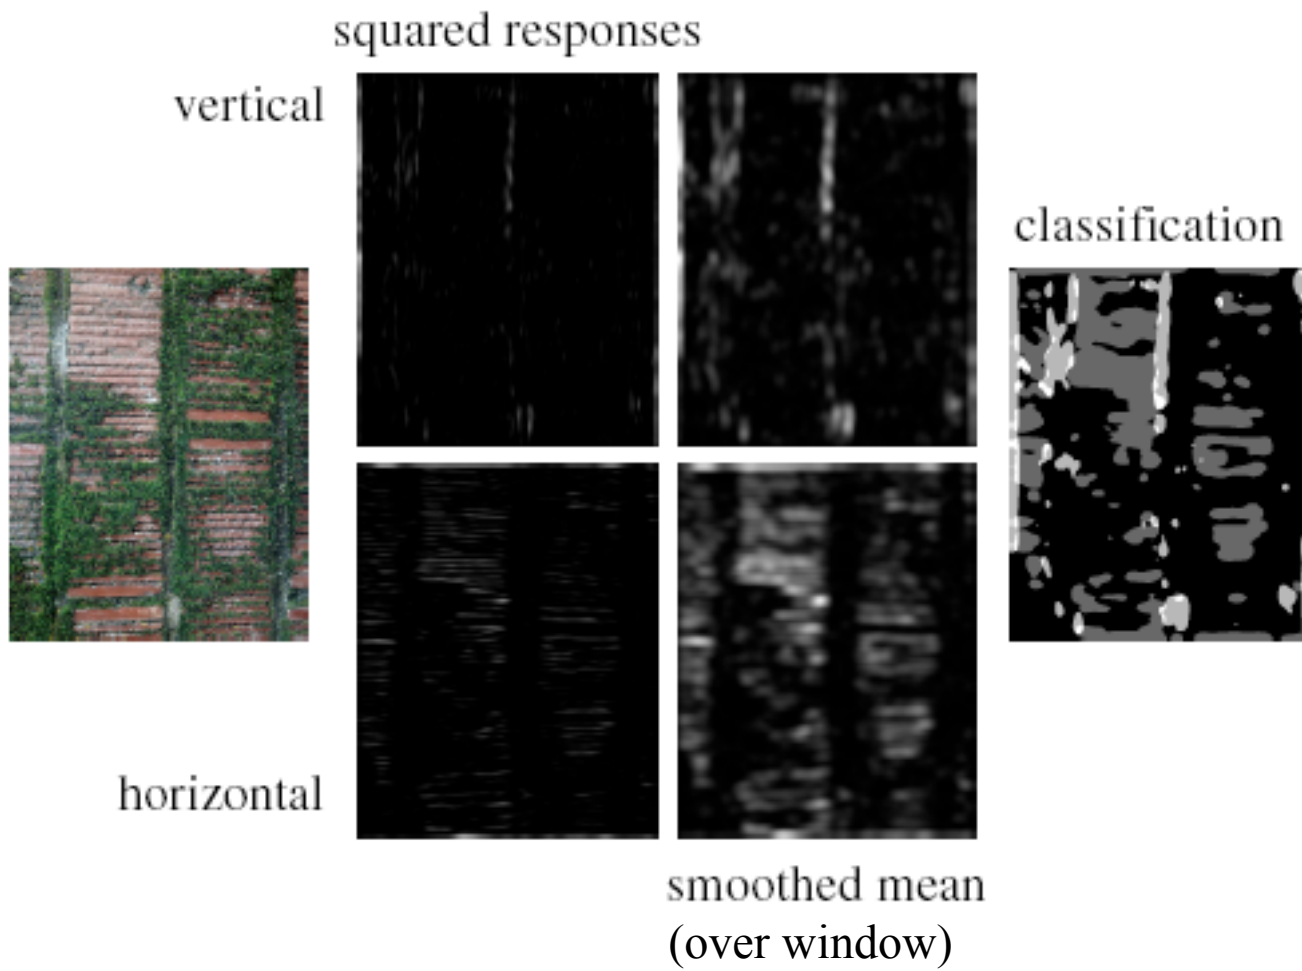 squared responses
vertical
classification
horizontal
smoothed mean
(over window)